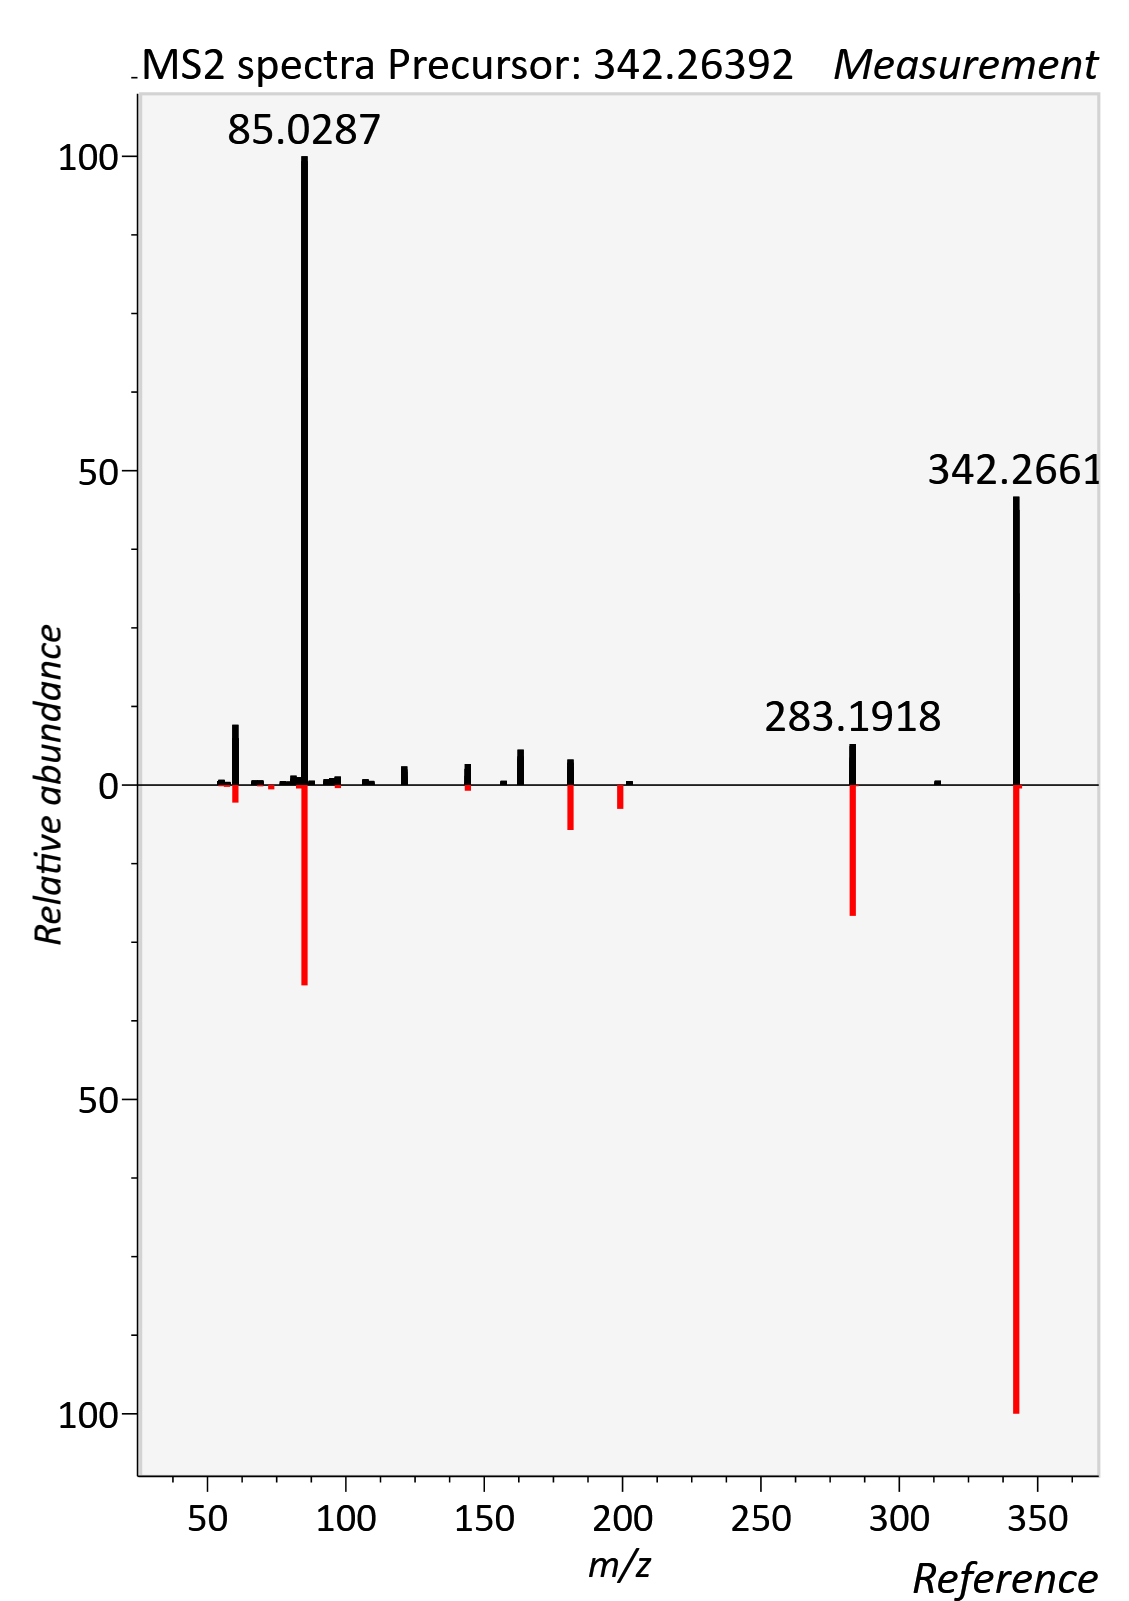 MS2 spectra Precursor: 342.26392 Measurement
85.0287
100
50
342.2661
283.1918
0
Relative abundance
50
100
50 100 150 200 250 300 350
m/z
Reference